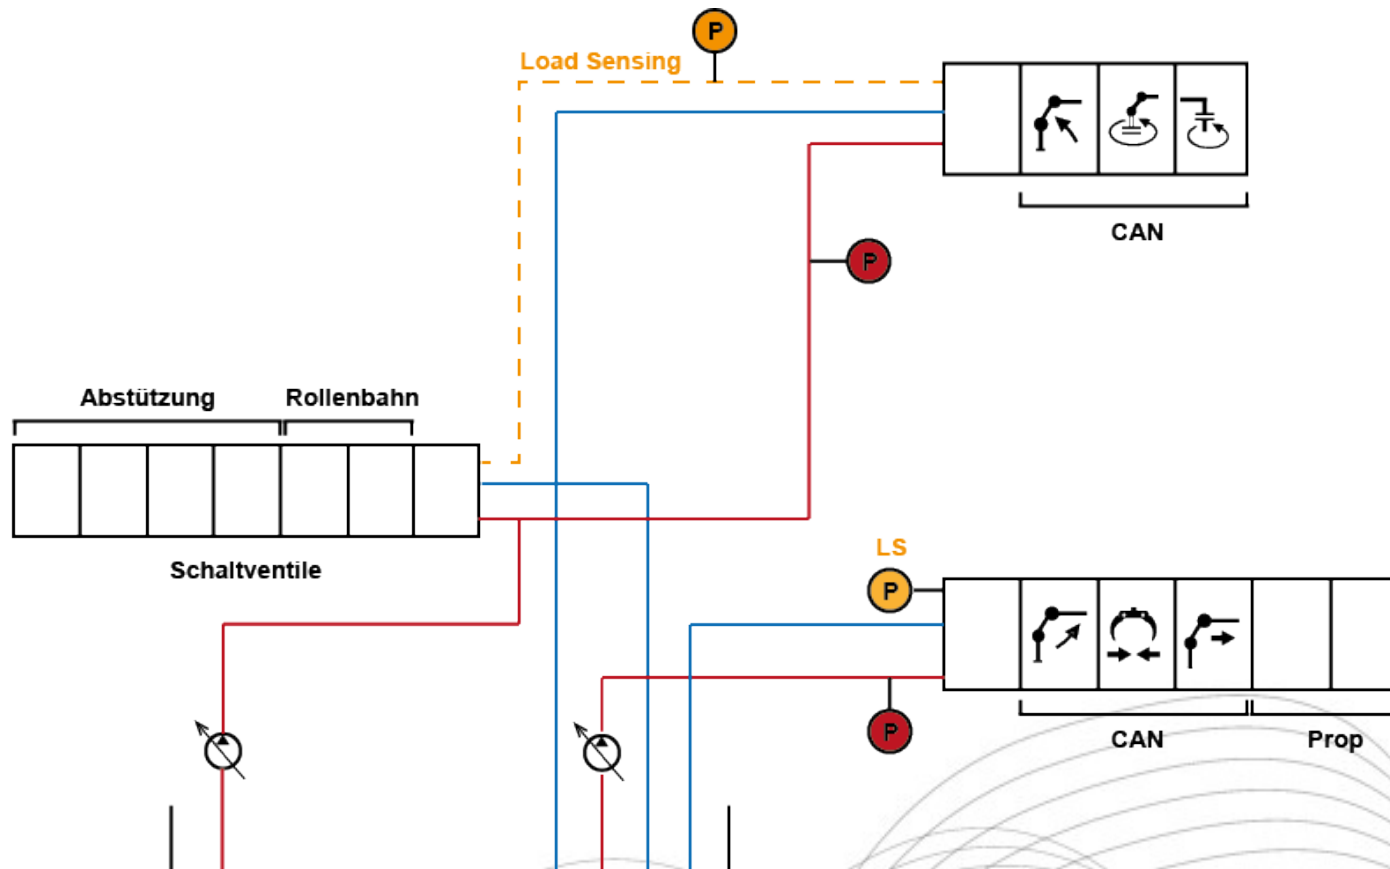 P
Load Sensing
CAN
P
Abstützung
Rollenbahn
Schaltventile
LS
P
P
CAN
Prop